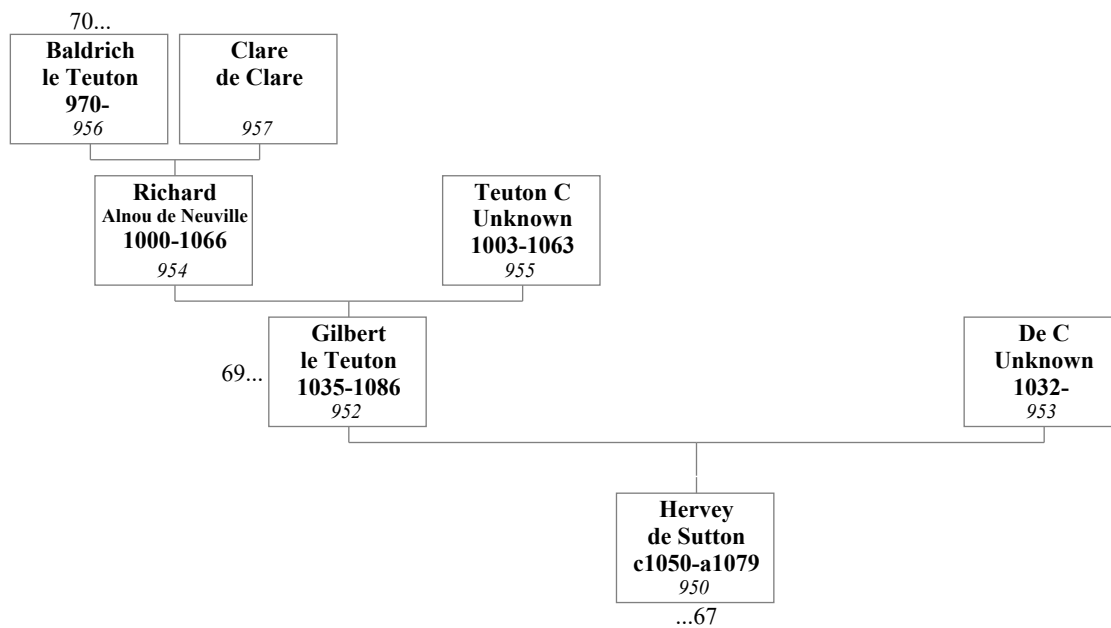 70...
Baldrich
le Teuton
970-
956
Clare
de Clare
957
Richard
Alnou de Neuville
1000-1066
954
Teuton C
Unknown
1003-1063
955
69...
Gilbert
le Teuton
1035-1086
952
De C
Unknown
1032-
953
Hervey
de Sutton
c1050-a1079
950
...67